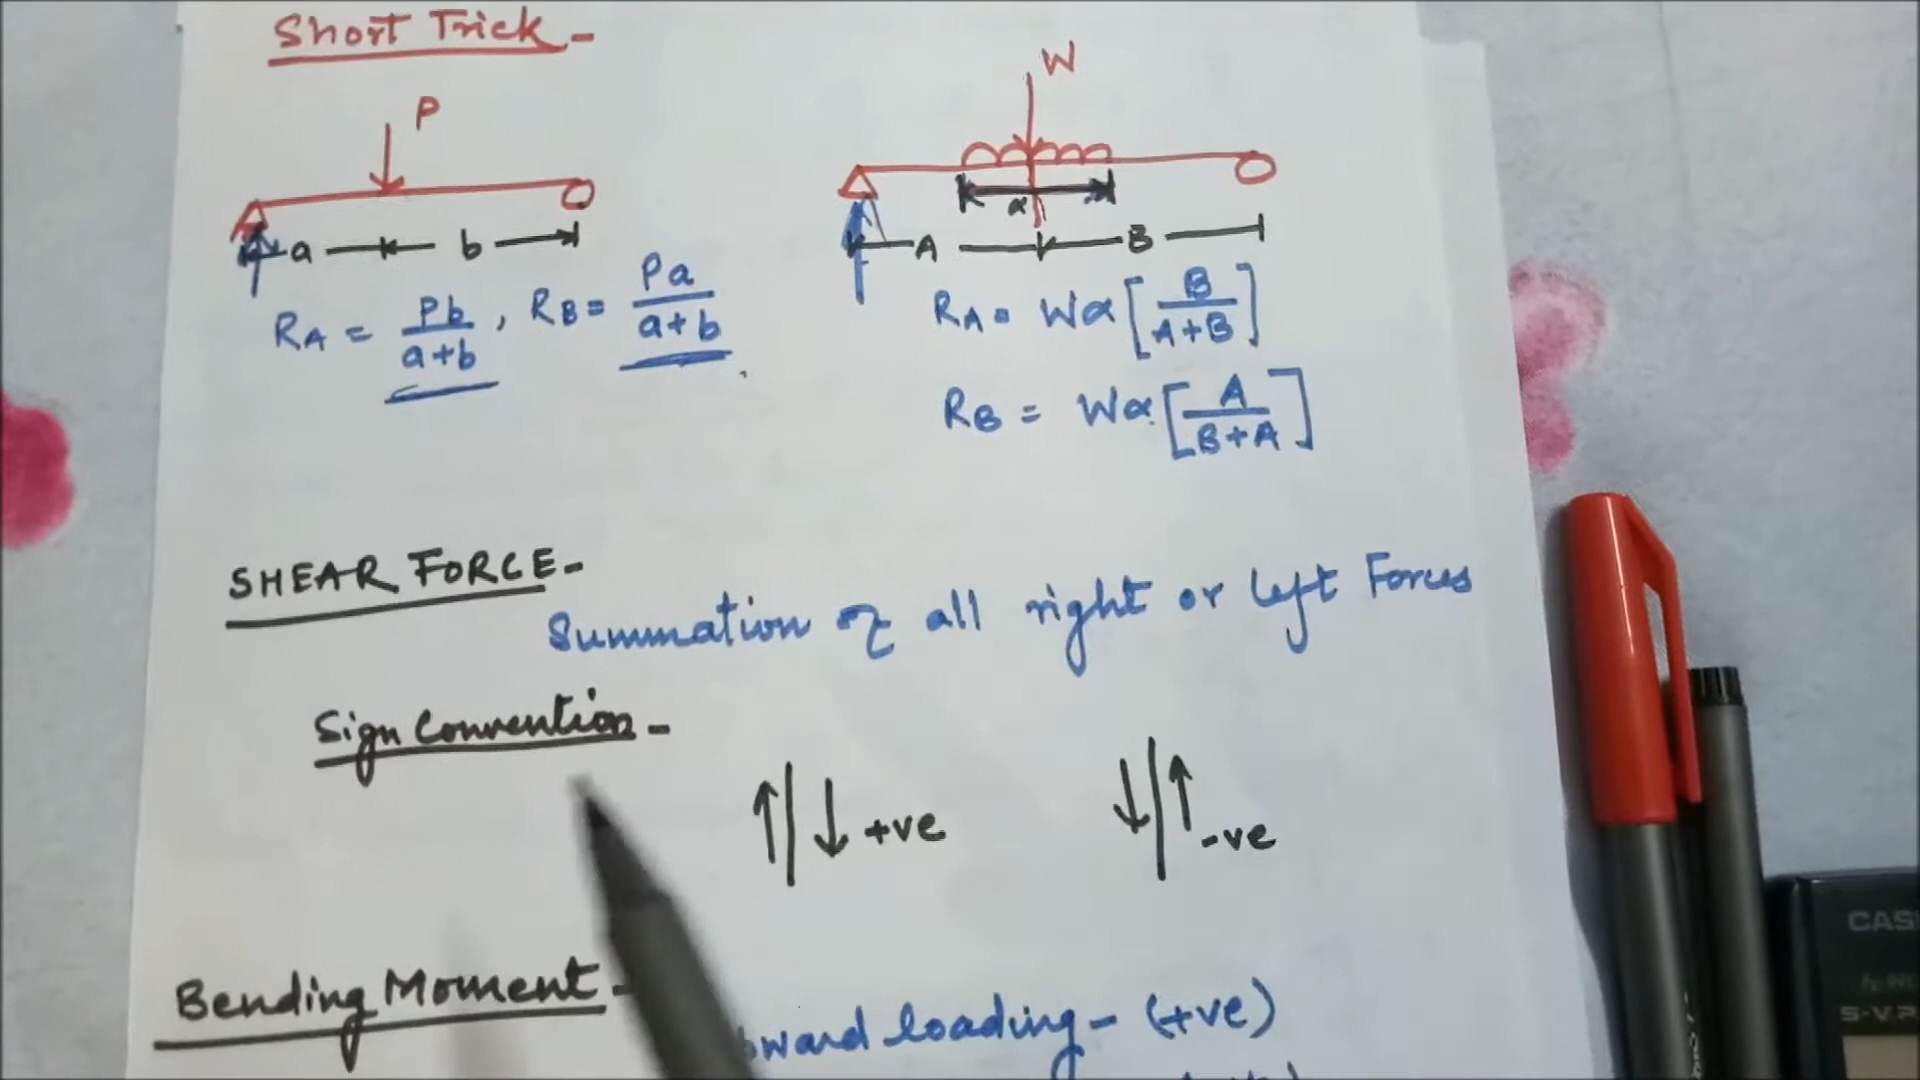 Short Trick -
P
W
a b
α
A B
RA = Pb/a+b , RB = Pa/a+b
RA = Wα [B/A+B]
RB = Wα [A/B+A]
SHEAR FORCE -
Summation of all right or left Forces
Sign Convention -
↑|↓ +ve ↓|↑ -ve
Bending Moment -
loading - (+ve)
CAS
S-V.P